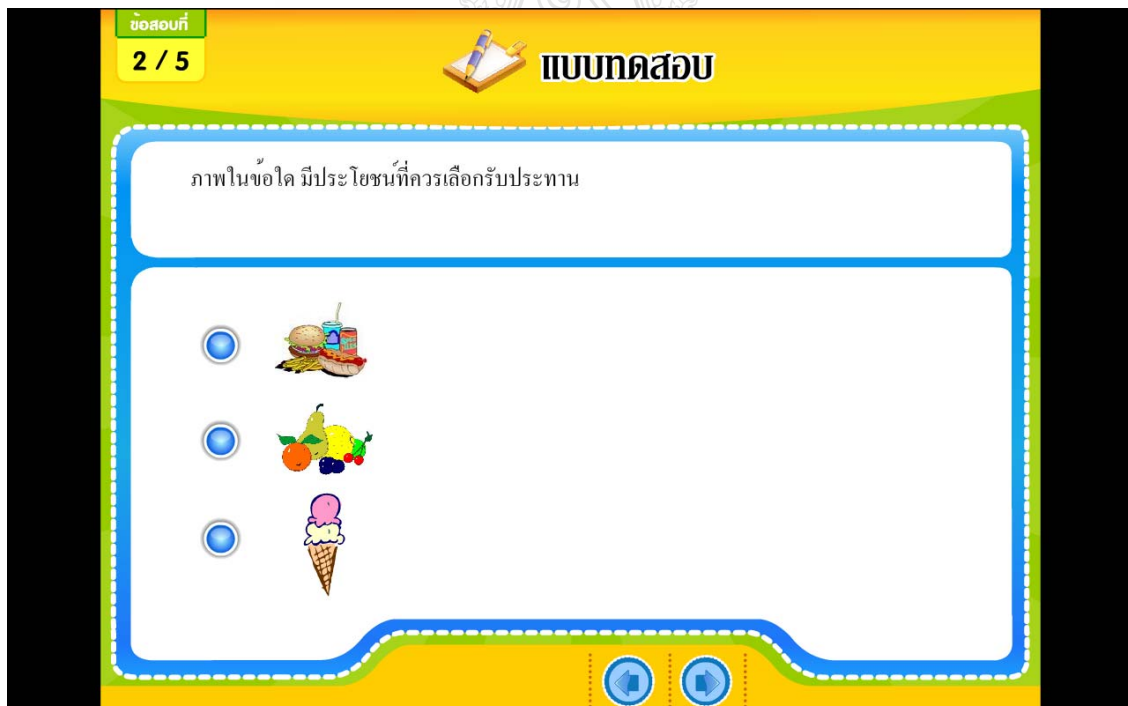 ข้อสอบที่
2 / 5
แบบทดสอบ
ภาพในข้อใด มีประโยชน์ที่ควรเลือกรับประทาน